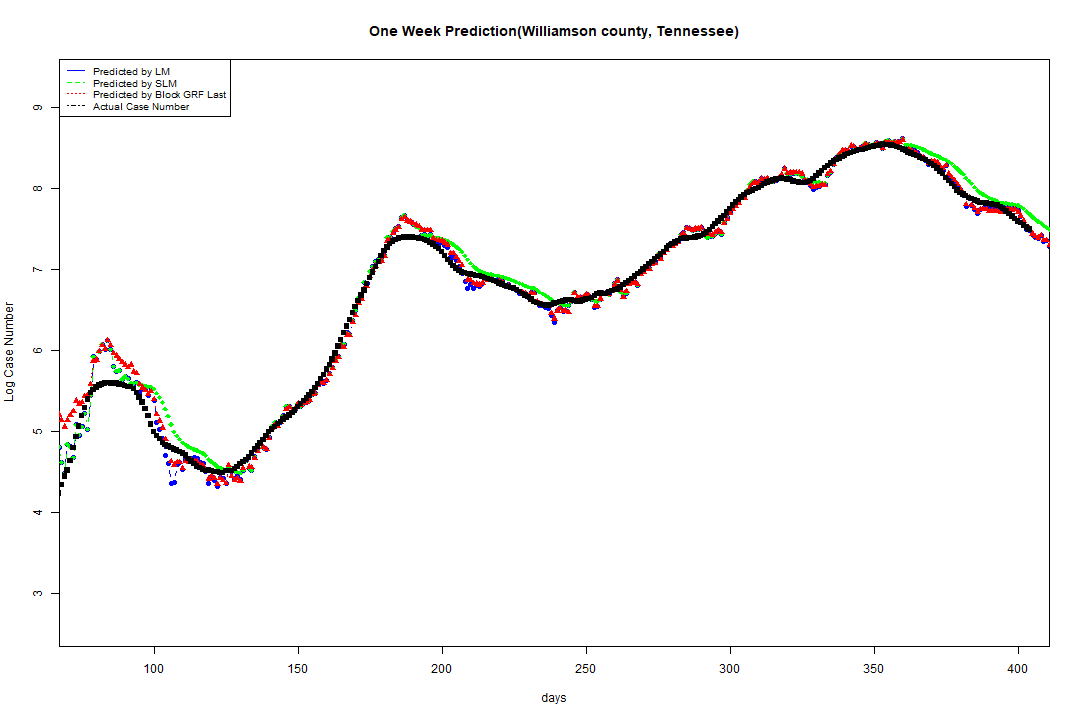 One Week Prediction(Williamson county, Tennessee)
Predicted by LM
Predicted by SLM
Predicted by Block GRF Last
Actual Case Number
9
8
7
6
5
4
3
Log Case Number
100 150 200 250 300 350 400
days